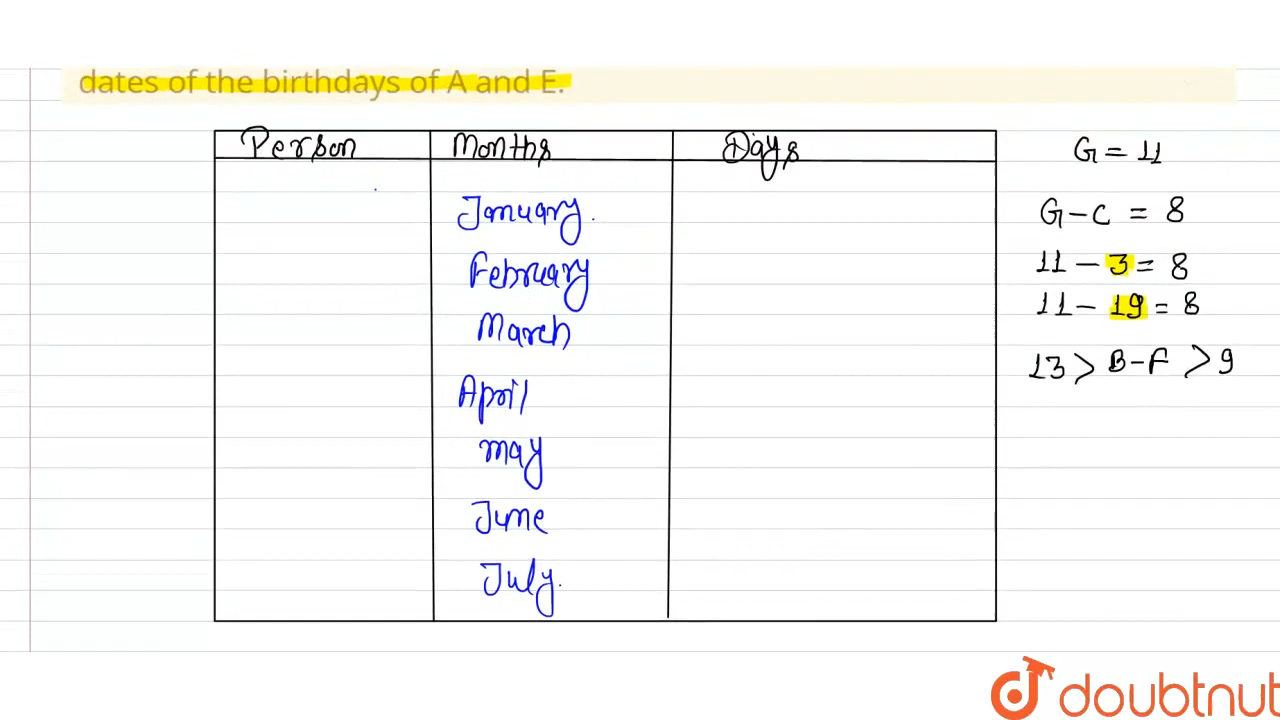 dates of the birthdays of A and E.
Person Months Days
January.
February
March
April
May
June
July.
G = 11
G - C = 8
11 - 3 = 8
11 - 19 = 8
13 > B - F > 9
doubtnut